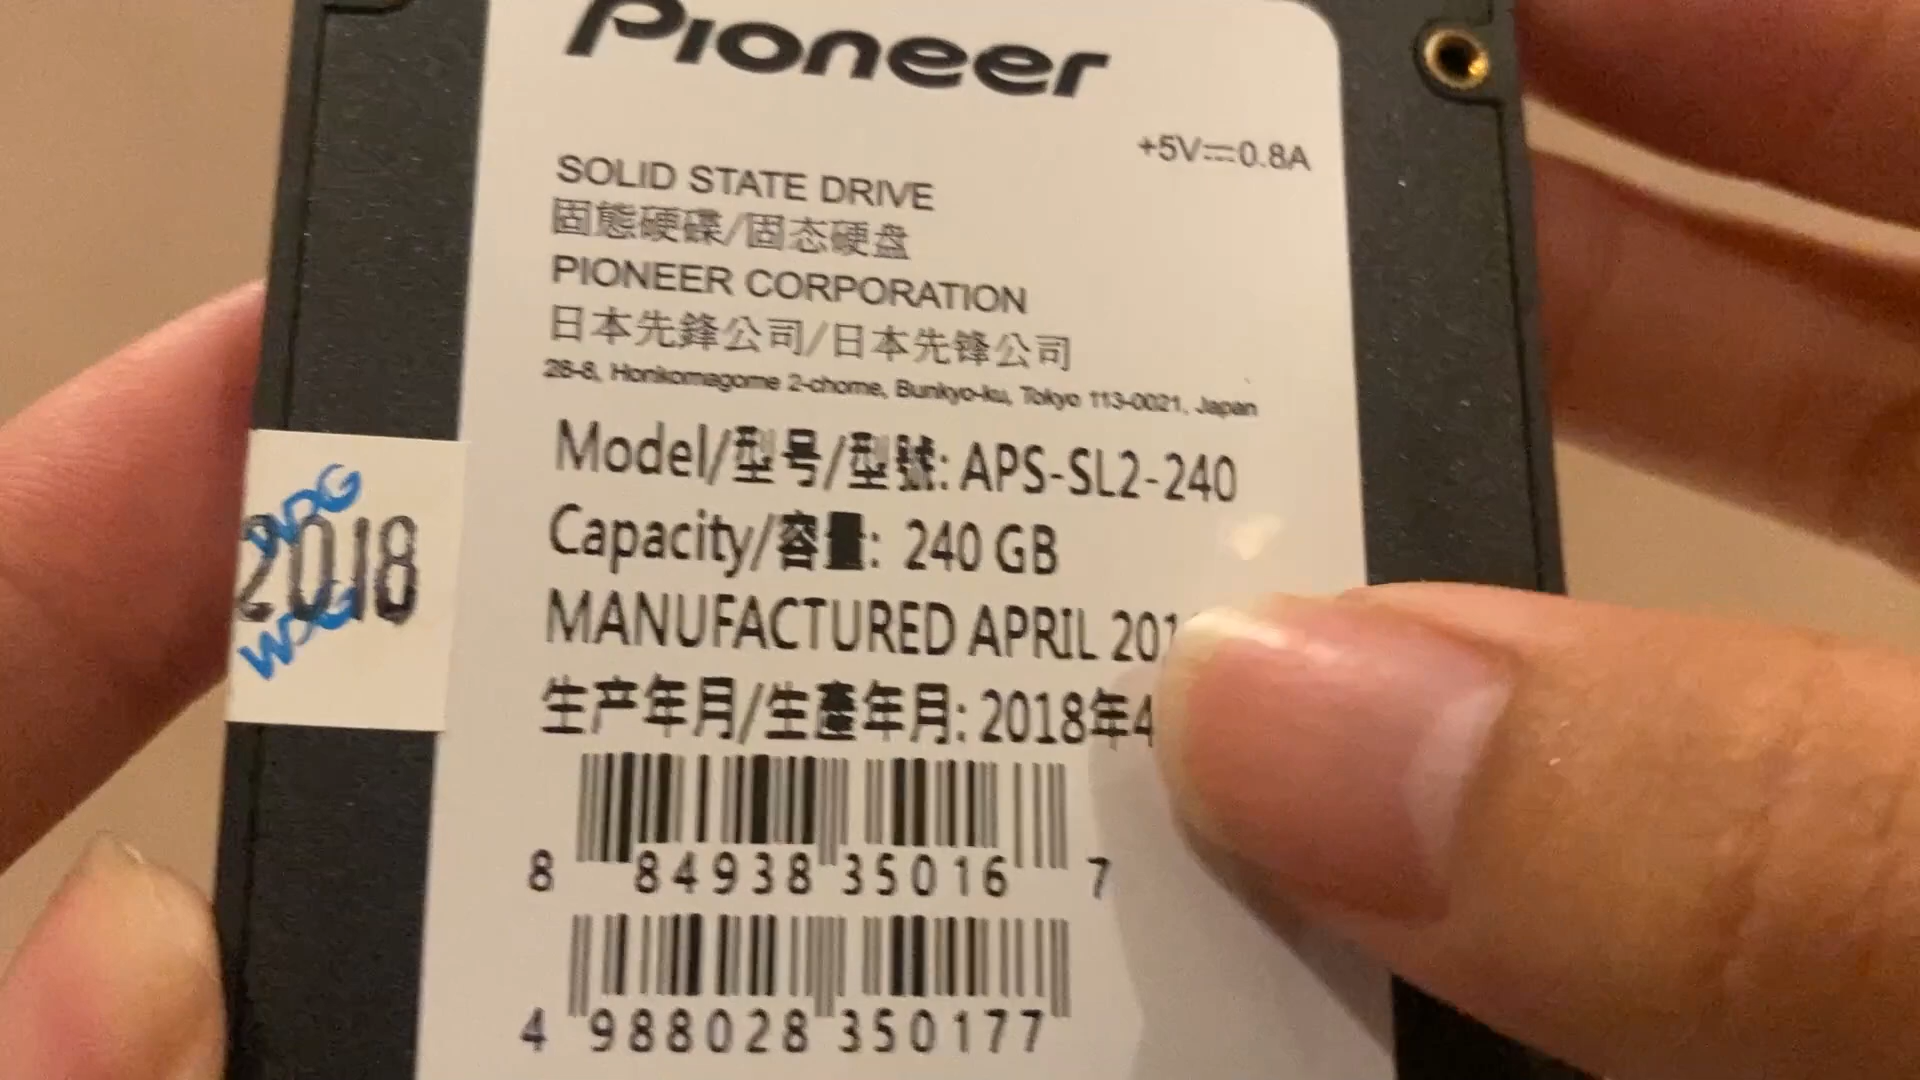 Pioneer
+5V⎓0.8A
SOLID STATE DRIVE
固態硬碟/固态硬盘
PIONEER CORPORATION
日本先鋒公司/日本先锋公司
28-8, Honkomagome 2-chome, Bunkyo-ku, Tokyo 113-0021, Japan
Model/型号/型號: APS-SL2-240
Capacity/容量: 240 GB
MANUFACTURED APRIL 201
生产年月/生產年月: 2018年4
8 84938 35016 7
4 988028 350177
WDG
2018
WDG